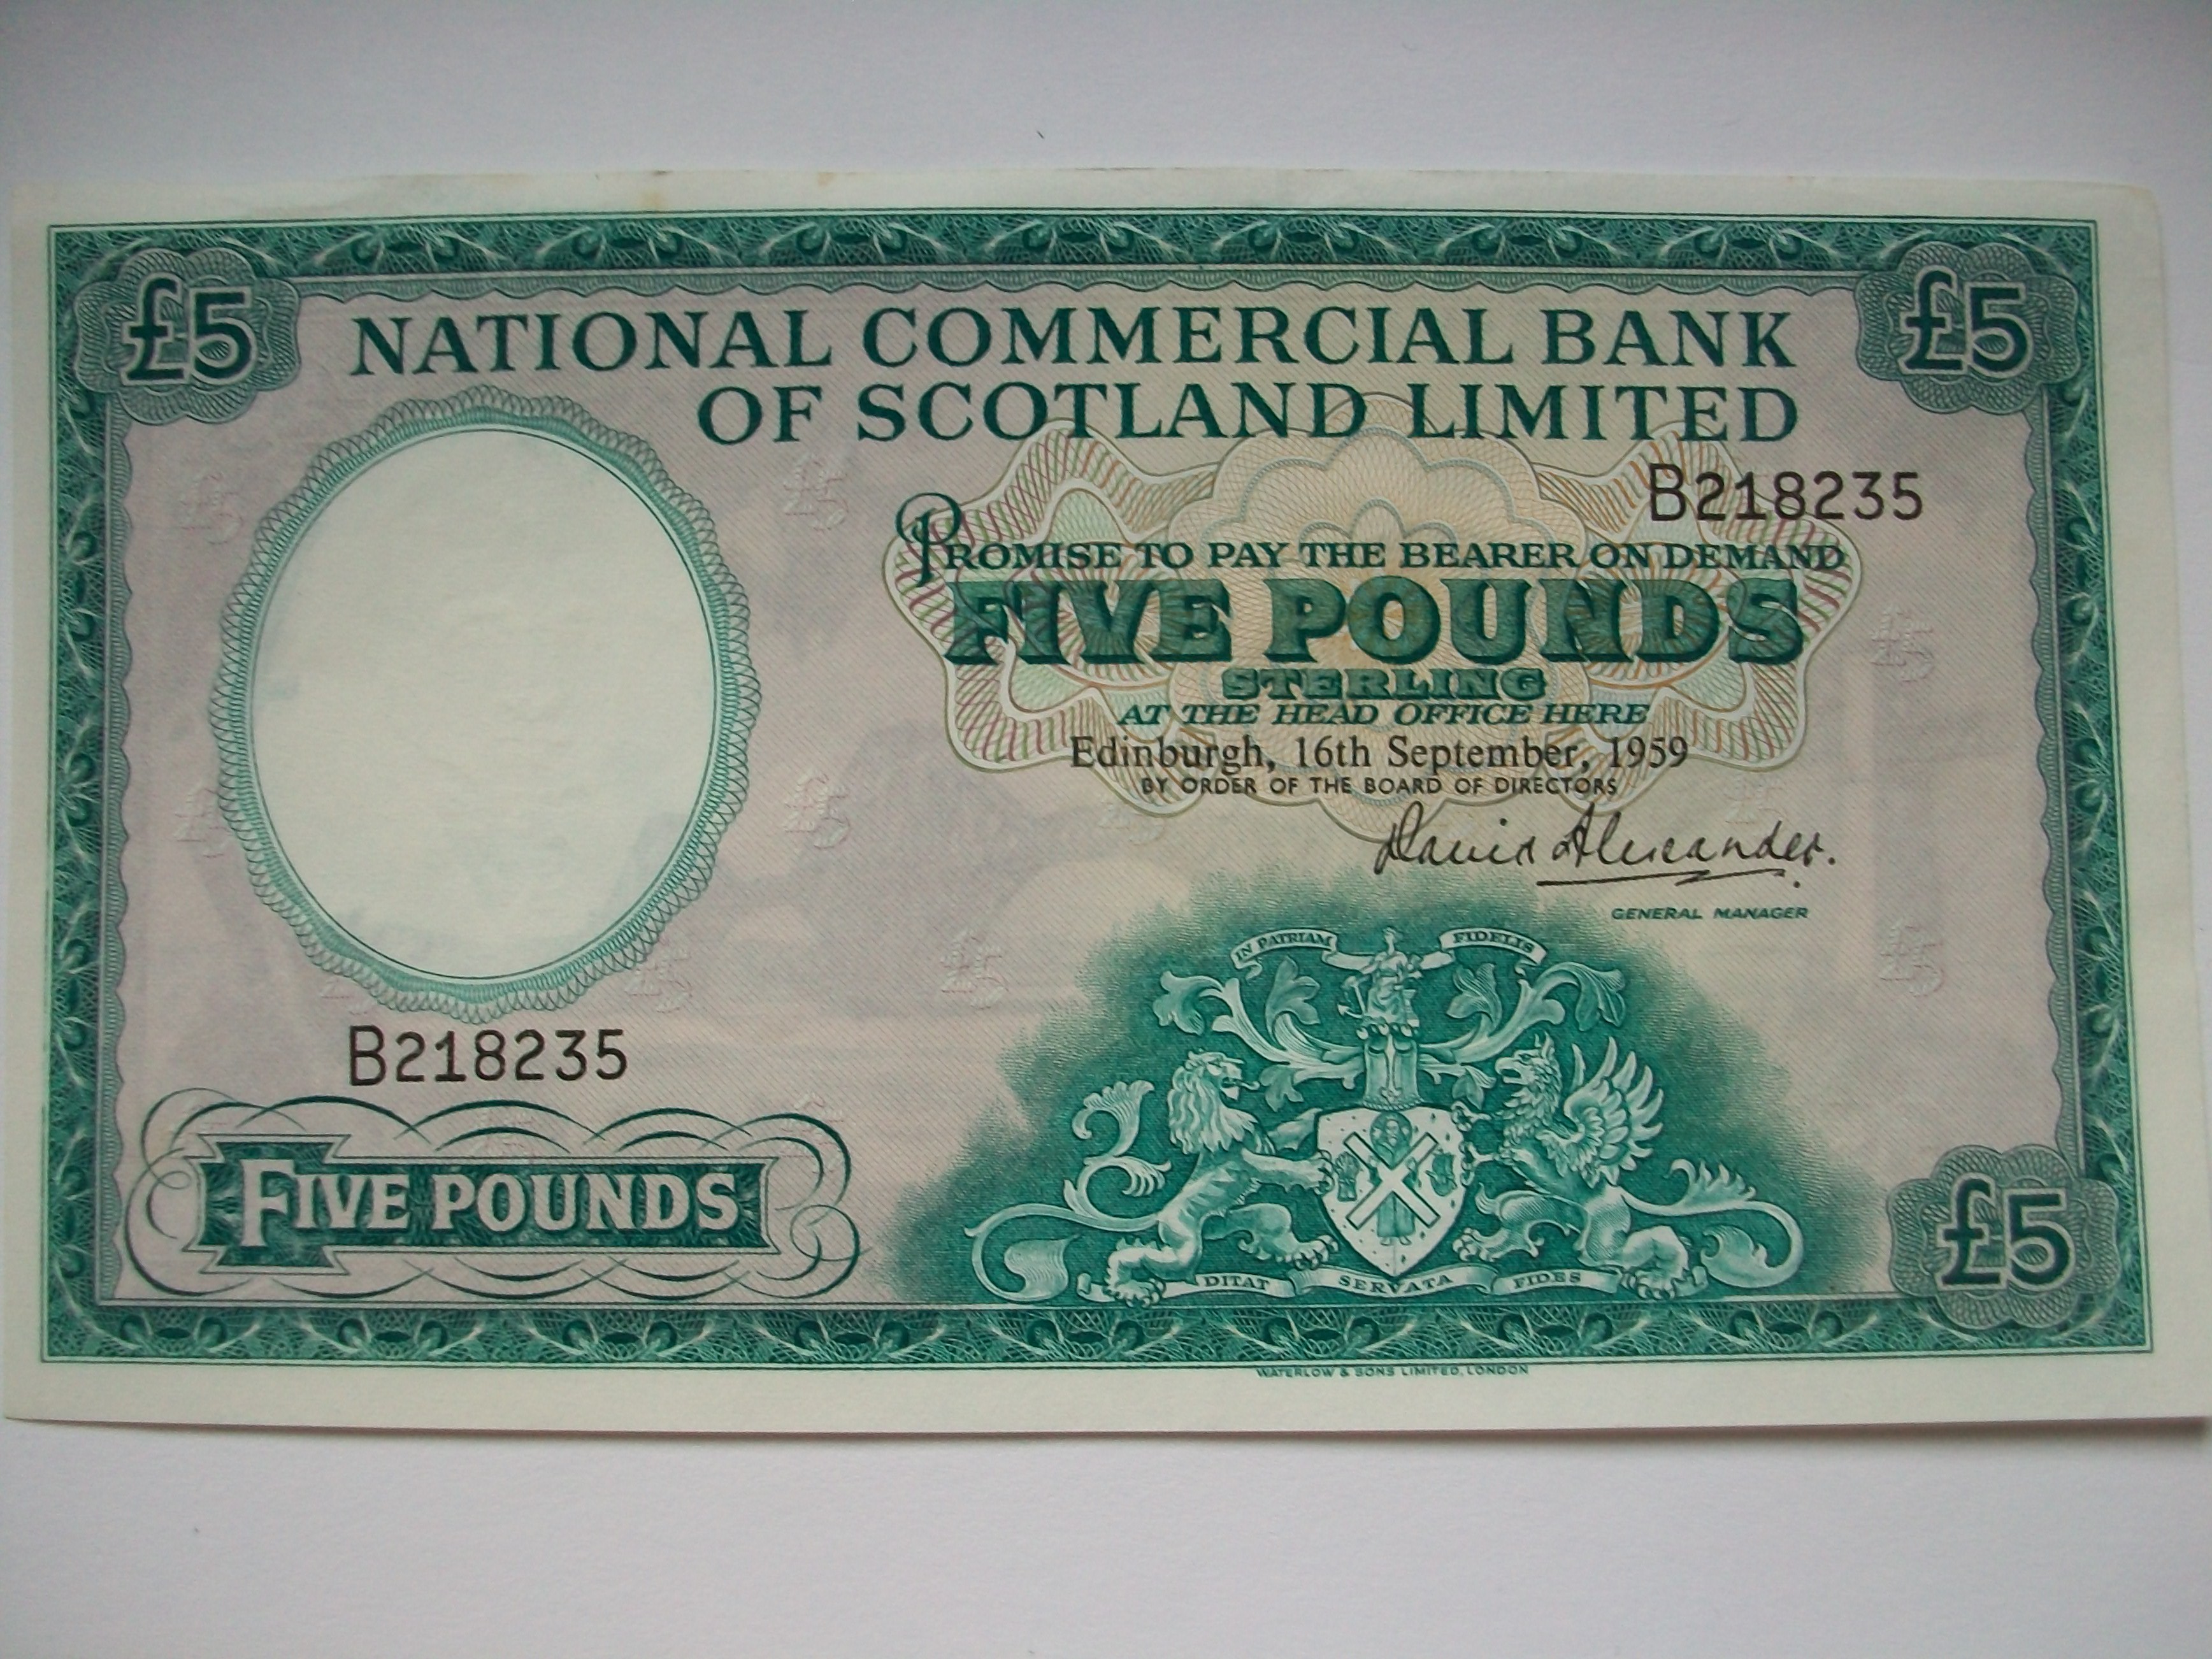 £5
£5
NATIONAL COMMERCIAL BANK
OF SCOTLAND LIMITED
B218235
PROMISE TO PAY THE BEARER ON DEMAND
FIVE POUNDS
STERLING
AT THE HEAD OFFICE HERE
Edinburgh, 16th September, 1959
BY ORDER OF THE BOARD OF DIRECTORS
David Alexander.
GENERAL MANAGER
IN PATRIAM FIDELIS
B218235
FIVE POUNDS
DITAT SERVATA FIDES
£5
WATERLOW & SONS LIMITED, LONDON